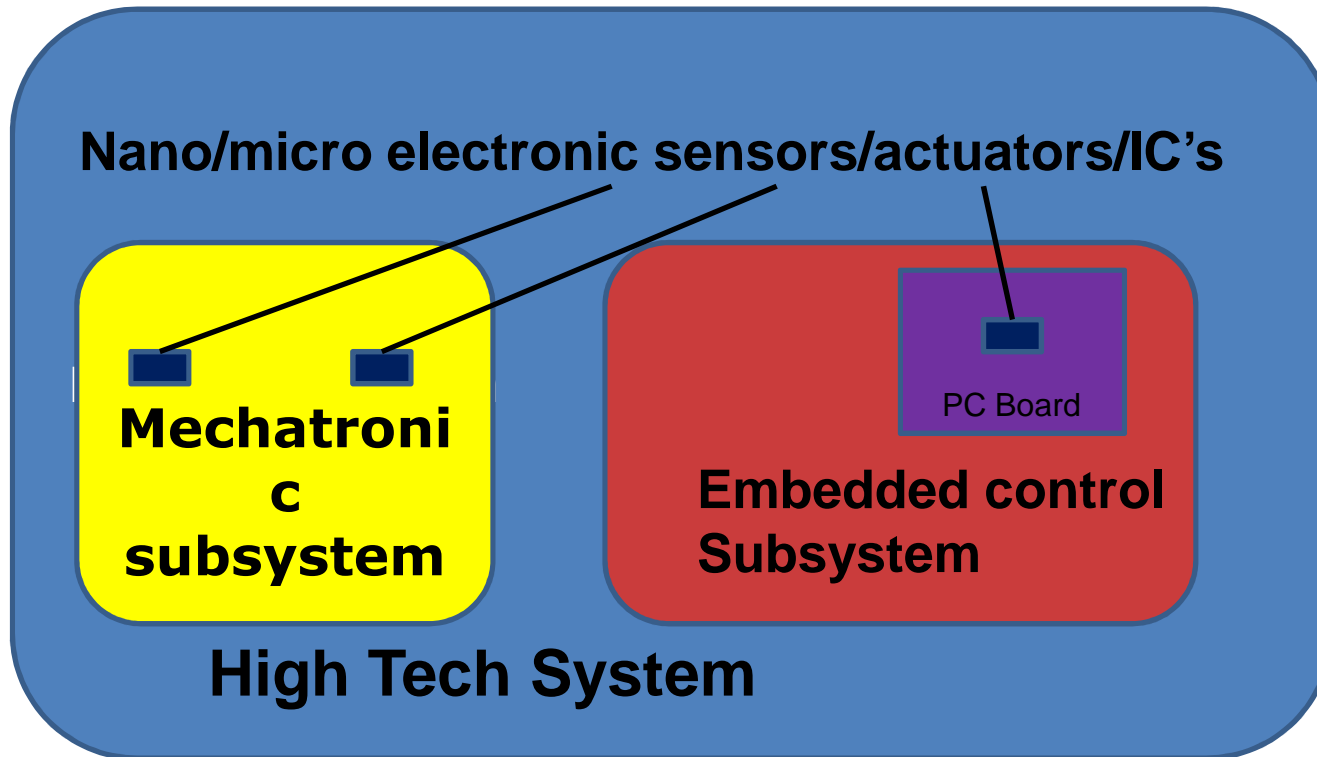 Nano/micro electronic sensors/actuators/IC’s
PC Board
Mechatroni
c
subsystem
Embedded control
Subsystem
High Tech System